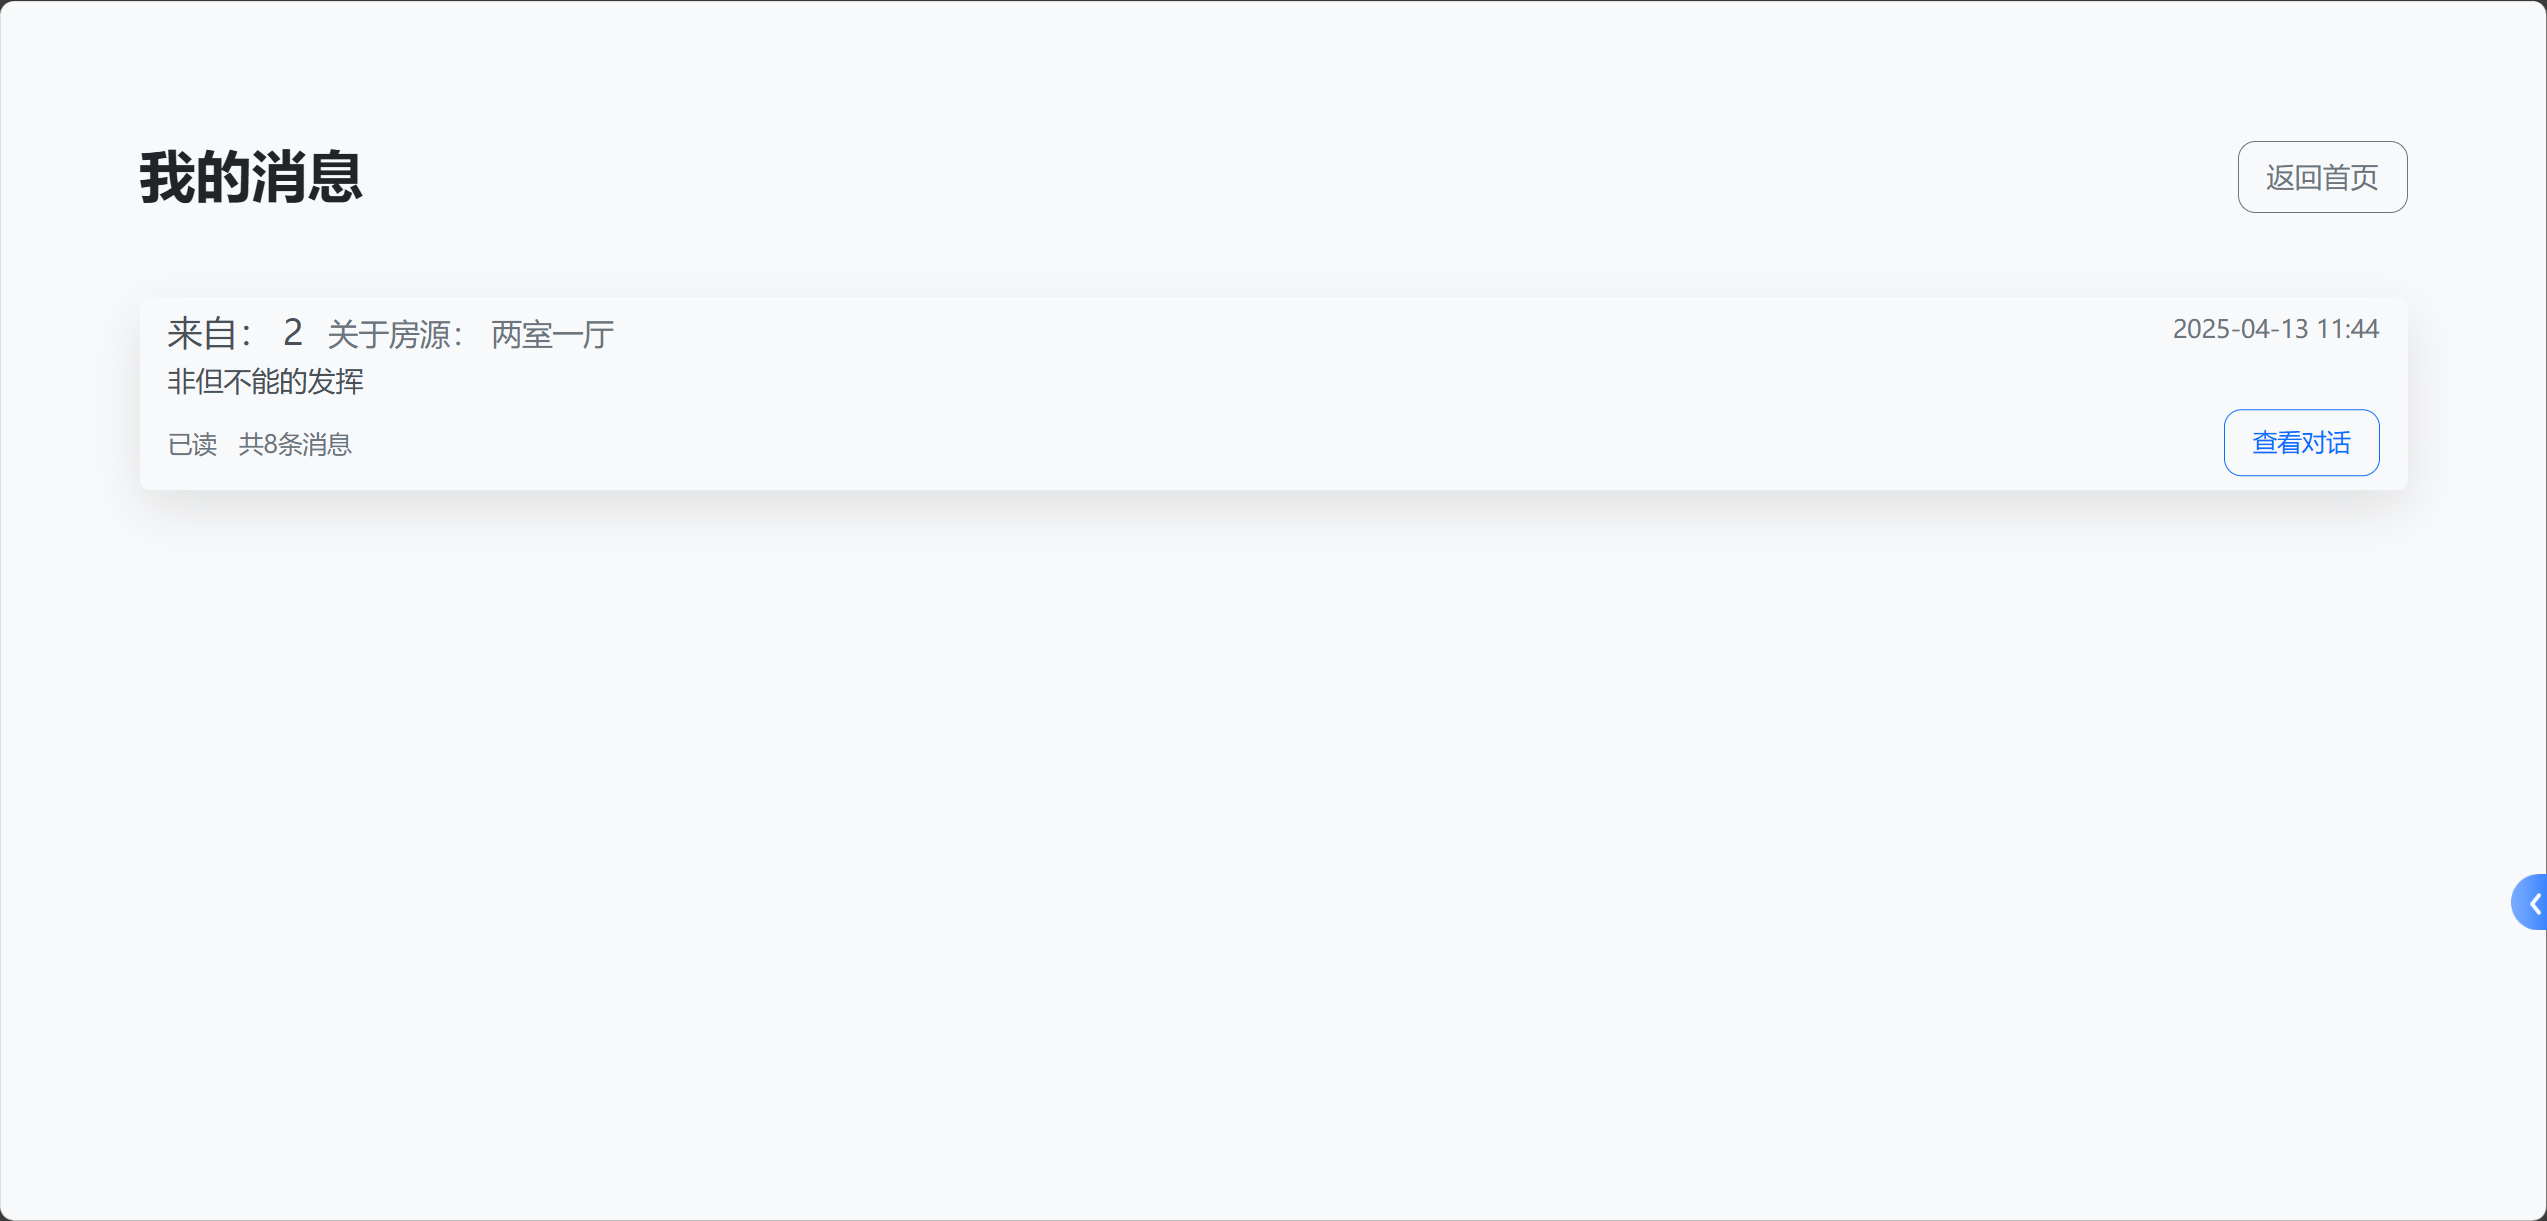 我的消息
返回首页
来自： 2 关于房源： 两室一厅
2025-04-13 11:44
非但不能的发挥
已读 共8条消息
查看对话